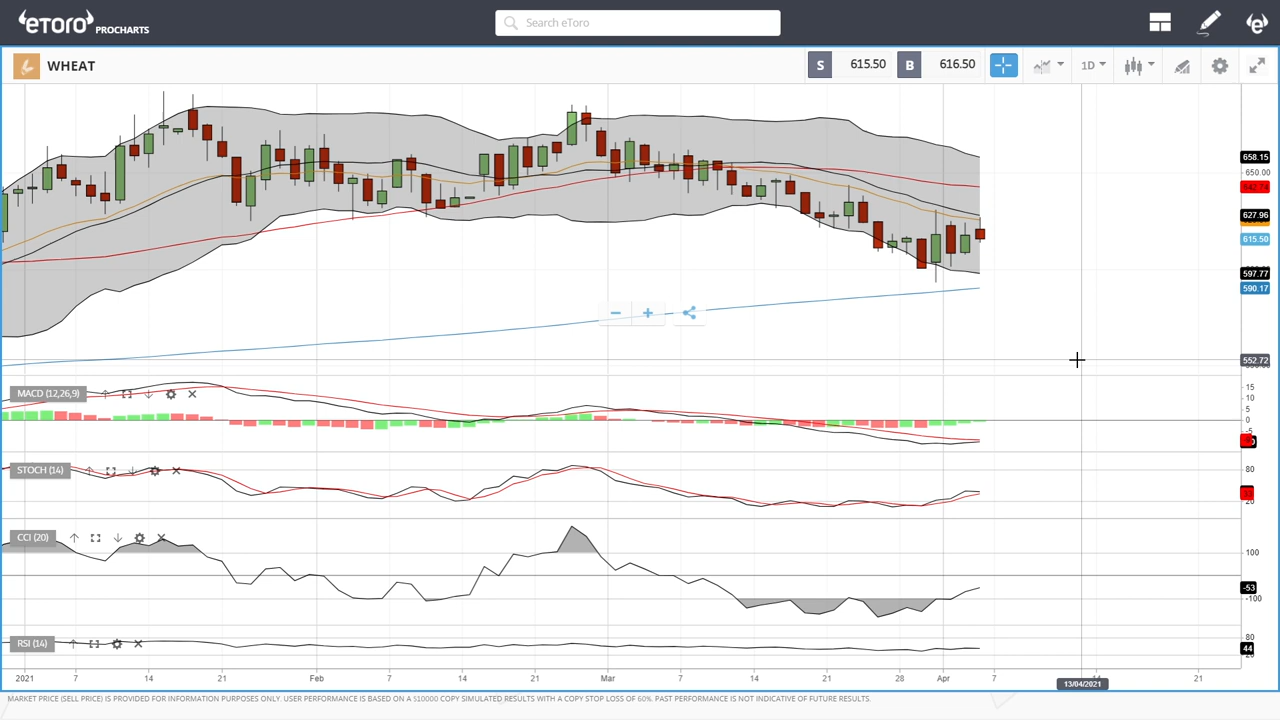 eToro PROCHARTS
Search eToro
WHEAT
S 615.50 B 616.50
1D
658.15
650.00
642.74
627.96
615.50
597.77
590.17
552.72
MACD (12,26,9)
15
10
5
0
-5
STOCH (14)
80
20
CCI (20)
100
-53
-100
RSI (14)
80
44
2021 7 14 21 Feb 7 14 21 Mar 7 14 21 28 Apr 7 14 21
13/04/2021
MARKET PRICE (SELL PRICE) IS PROVIDED FOR INFORMATION PURPOSES ONLY. USER PERFORMANCE IS BASED ON A $10000 COPY SIMULATED RESULTS WITH A COPY STOP LOSS OF 60%. PAST PERFORMANCE IS NOT INDICATIVE OF FUTURE RESULTS.